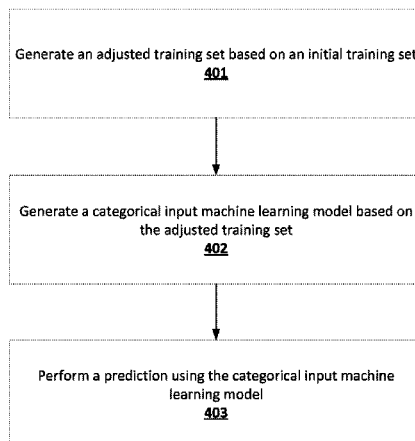 Generate an adjusted training set based on an initial training set
401
Generate a categorical input machine learning model based on
the adjusted training set
402
Perform a prediction using the categorical input machine
learning model
403